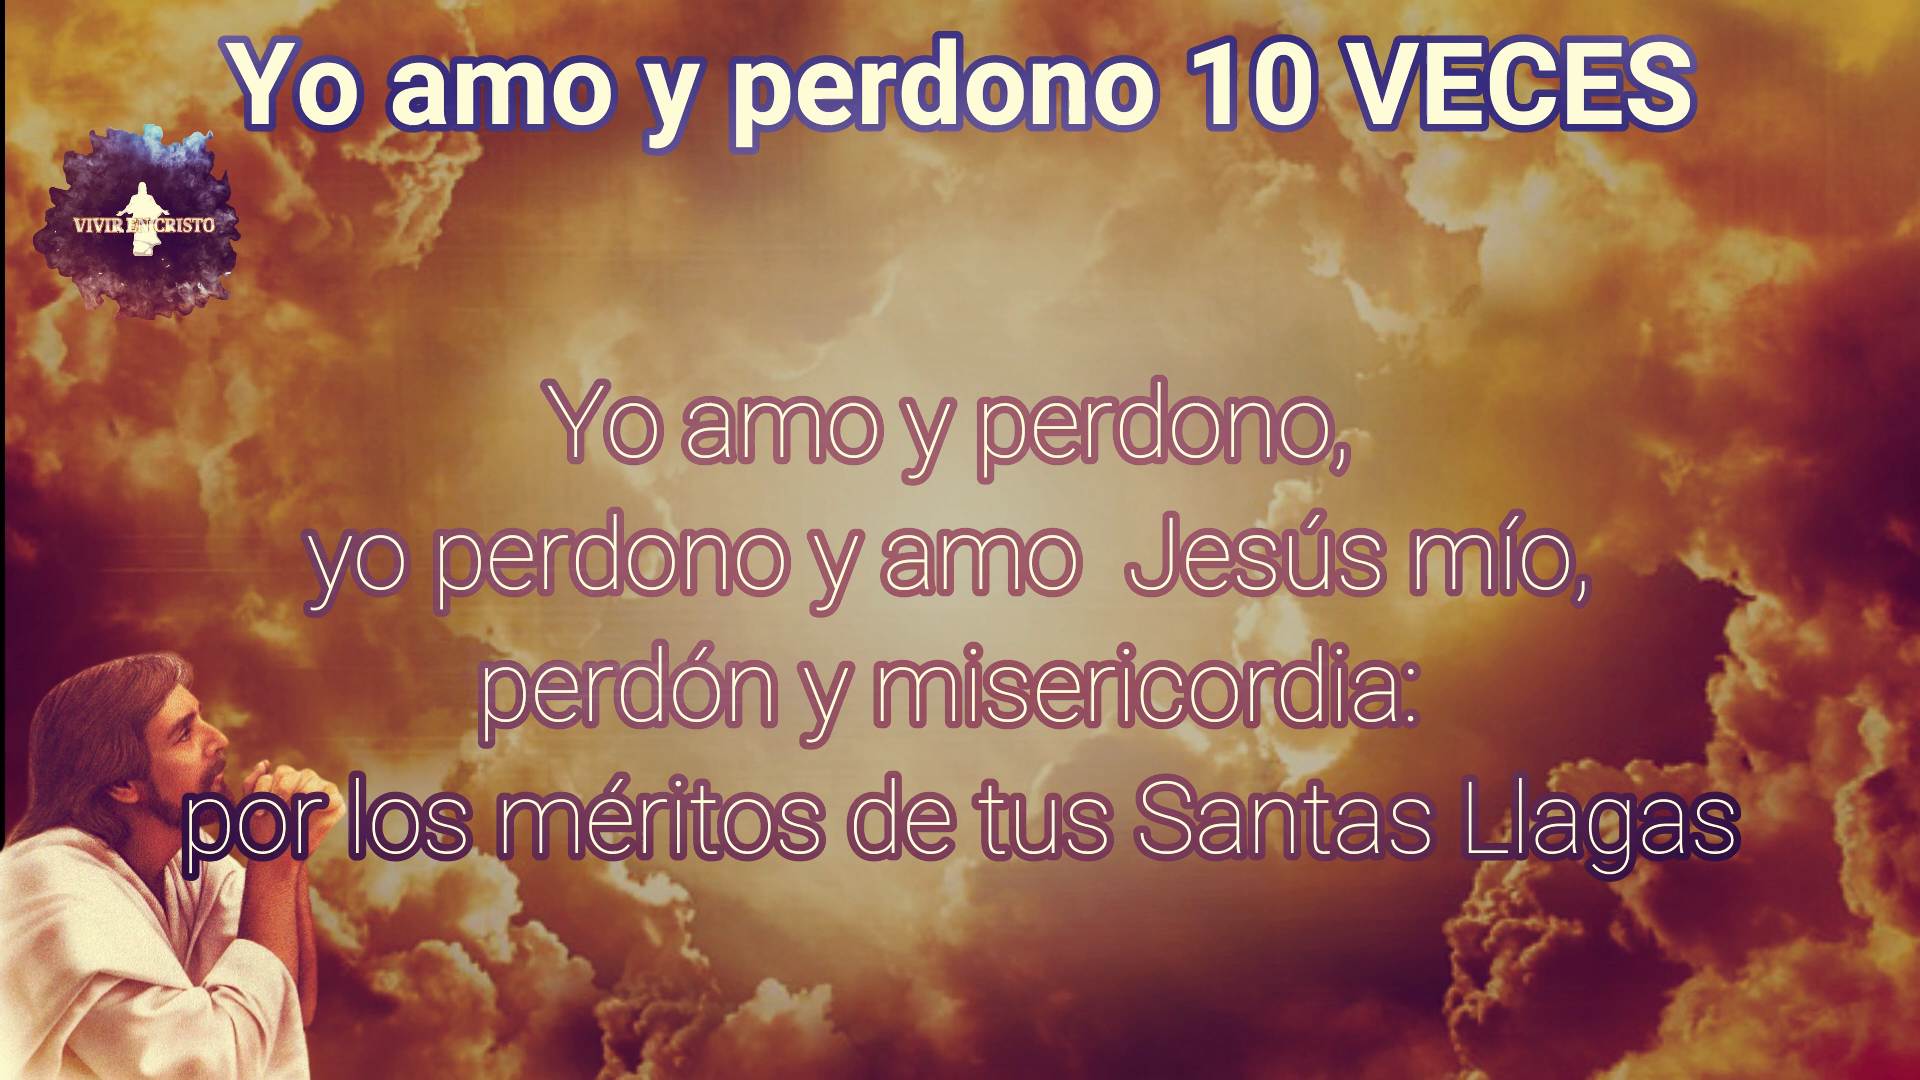 Yo amo y perdono 10 VECES
VIVIR EN CRISTO
Yo amo y perdono,
yo perdono y amo Jesús mío,
perdón y misericordia:
por los méritos de tus Santas Llagas